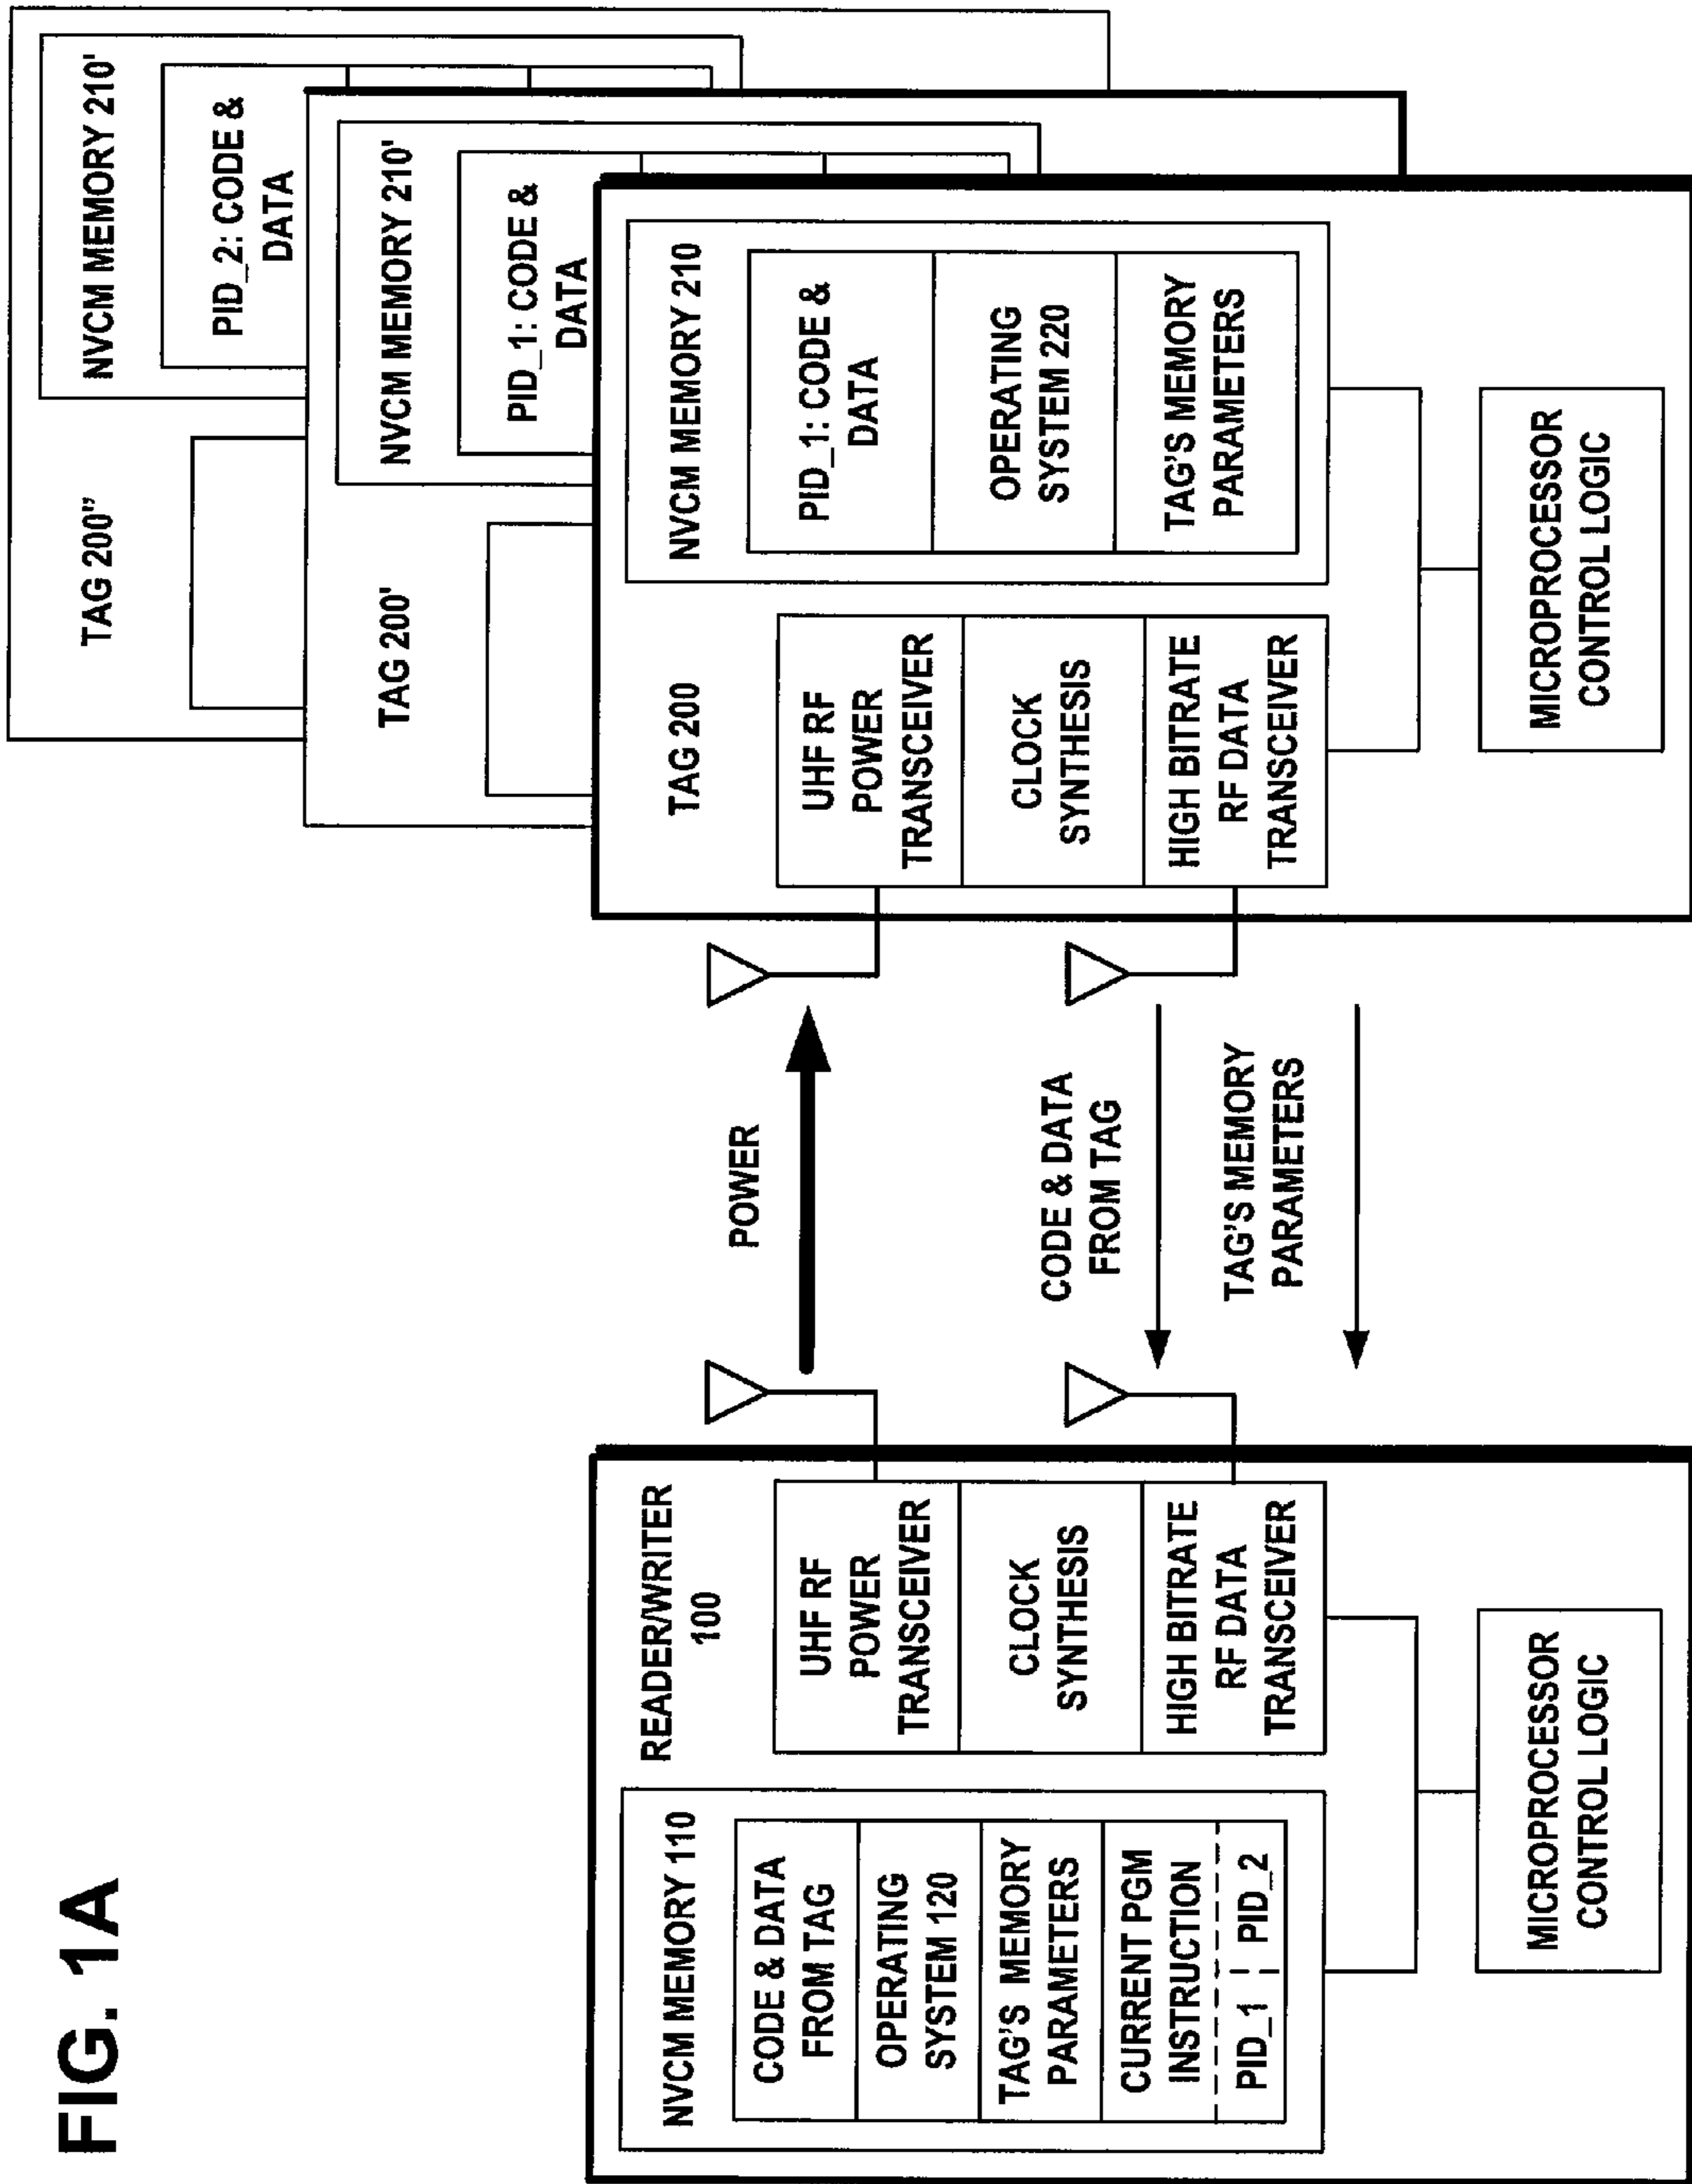 FIG. 1A
READER/WRITER
100
NVCM MEMORY 110
CODE & DATA
FROM TAG
OPERATING
SYSTEM 120
TAG'S MEMORY
PARAMETERS
CURRENT PGM
INSTRUCTION
PID_1
PID_2
UHF RF
POWER
TRANSCEIVER
CLOCK
SYNTHESIS
HIGH BITRATE
RF DATA
TRANSCEIVER
MICROPROCESSOR
CONTROL LOGIC
POWER
CODE & DATA
FROM TAG
TAG'S MEMORY
PARAMETERS
TAG 200
UHF RF
POWER
TRANSCEIVER
CLOCK
SYNTHESIS
HIGH BITRATE
RF DATA
TRANSCEIVER
NVCM MEMORY 210
PID_1: CODE &
DATA
OPERATING
SYSTEM 220
TAG'S MEMORY
PARAMETERS
MICROPROCESSOR
CONTROL LOGIC
TAG 200'
NVCM MEMORY 210'
PID_1: CODE &
DATA
TAG 200"
NVCM MEMORY 210'
PID_2: CODE &
DATA